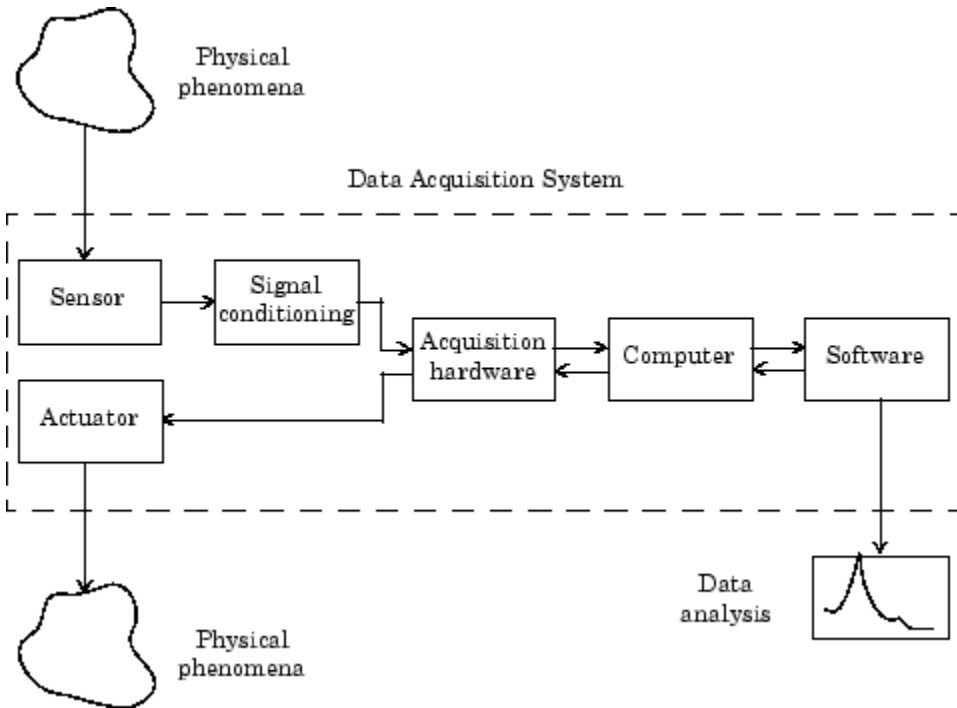 Physical
phenomena
Data Acquisition System
Sensor
Signal
conditioning
Acquisition
hardware
Computer
Software
Actuator
Data
analysis
Physical
phenomena